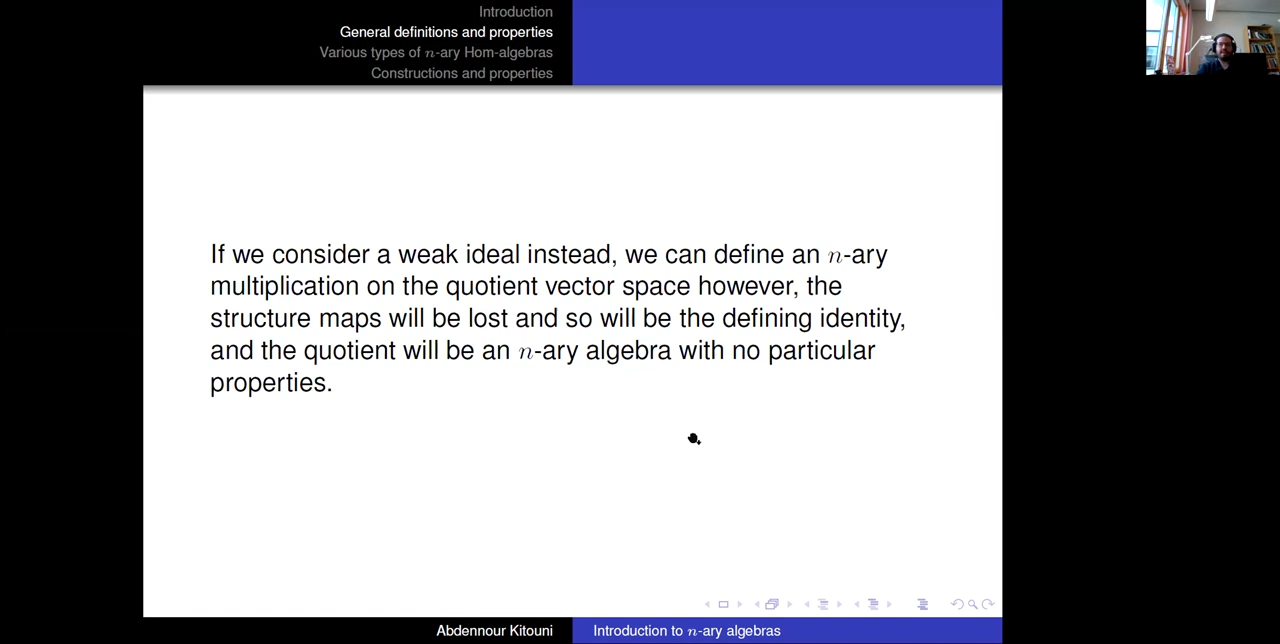 Introduction
General definitions and properties
Various types of n-ary Hom-algebras
Constructions and properties
If we consider a weak ideal instead, we can define an n-ary
multiplication on the quotient vector space however, the
structure maps will be lost and so will be the defining identity,
and the quotient will be an n-ary algebra with no particular
properties.
Abdennour Kitouni
Introduction to n-ary algebras